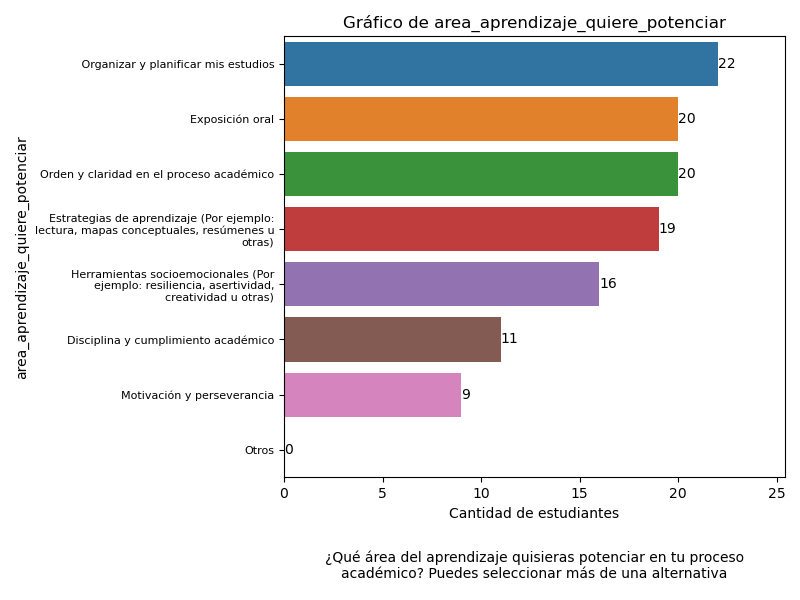 Gráfico de area_aprendizaje_quiere_potenciar
area_aprendizaje_quiere_potenciar
Organizar y planificar mis estudios
22
Exposición oral
20
Orden y claridad en el proceso académico
20
Estrategias de aprendizaje (Por ejemplo:
lectura, mapas conceptuales, resúmenes u
otras)
19
Herramientas socioemocionales (Por
ejemplo: resiliencia, asertividad,
creatividad u otras)
16
Disciplina y cumplimiento académico
11
Motivación y perseverancia
9
Otros
0
0 5 10 15 20 25
Cantidad de estudiantes
¿Qué área del aprendizaje quisieras potenciar en tu proceso
académico? Puedes seleccionar más de una alternativa